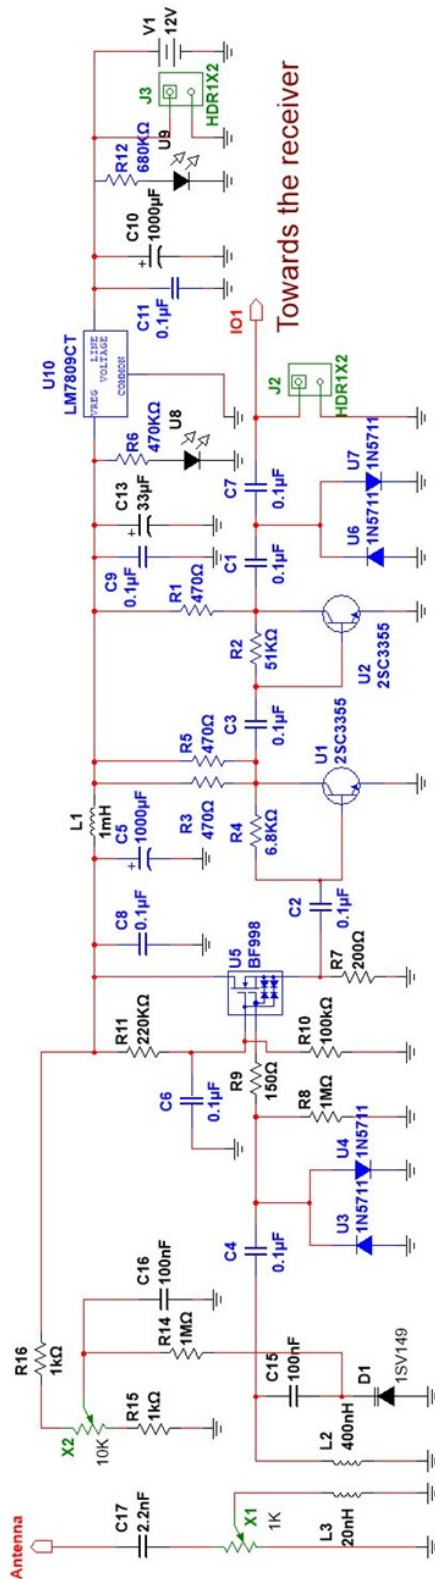 Antenna
C17
2.2nF
X1
1K
L3
20nH
L2
400nH
X2
10K
R16
1kΩ
R15
1kΩ
C16
100nF
R14
1MΩ
C15
100nF
D1
1SV149
C4
0.1µF
U3
1N5711
U4
1N5711
R8
1MΩ
R9
150Ω
R10
100kΩ
C6
0.1µF
R11
220KΩ
U5
BF998
R7
200Ω
C2
0.1µF
C8
0.1µF
C5
1000µF
L1
1mH
R3
470Ω
R5
470Ω
R4
6.8KΩ
U1
2SC3355
C3
0.1µF
R2
51KΩ
R1
470Ω
U2
2SC3355
C9
0.1µF
C13
33µF
R6
470KΩ
U8
C1
0.1µF
C7
0.1µF
U6
1N5711
U7
1N5711
J2
HDR1X2
IO1
Towards the receiver
U10
LM7809CT
VREG
LINE
VOLTAGE
COMMON
C11
0.1µF
C10
1000µF
R12
680KΩ
U9
J3
HDR1X2
V1
12V